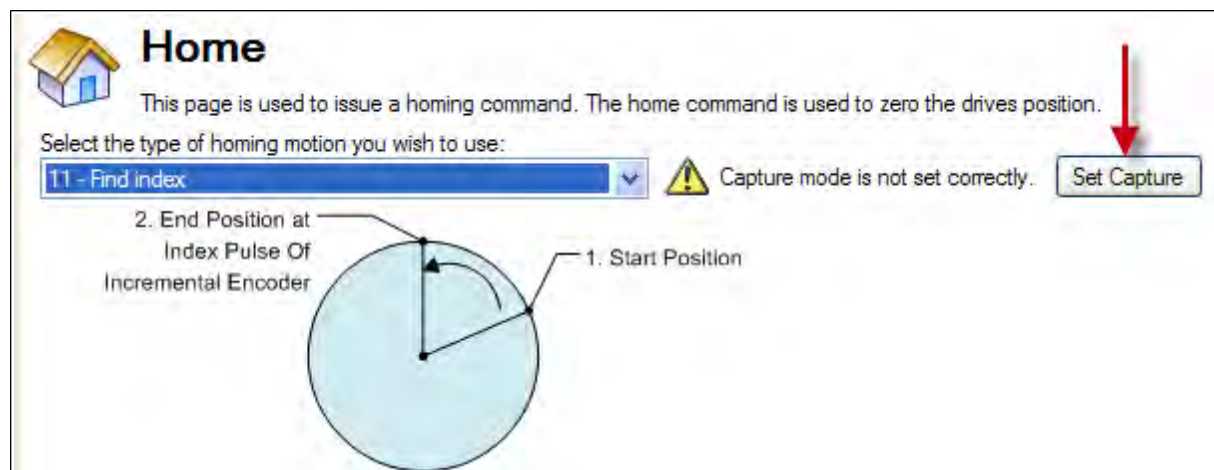 Home
This page is used to issue a homing command. The home command is used to zero the drives position.
Select the type of homing motion you wish to use:
11 - Find index
Capture mode is not set correctly.
Set Capture
2. End Position at
Index Pulse Of
Incremental Encoder
1. Start Position